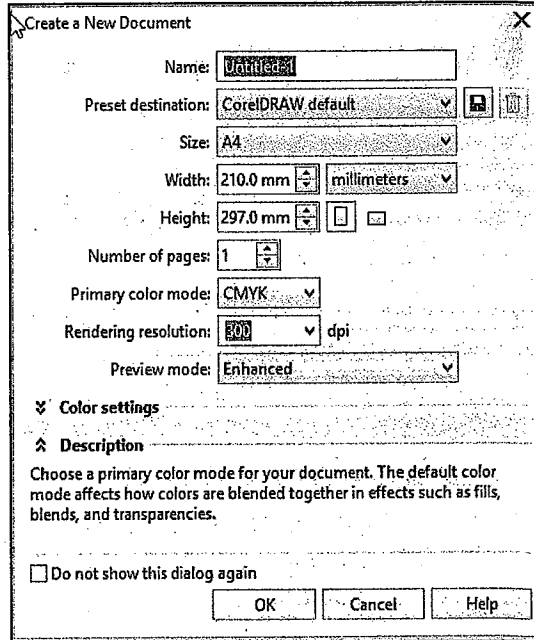 Create a New Document
Name: Untitled-1
Preset destination: CorelDRAW default
Size: A4
Width: 210.0 mm millimeters
Height: 297.0 mm
Number of pages: 1
Primary color mode: CMYK
Rendering resolution: 300 dpi
Preview mode: Enhanced
Color settings
Description
Choose a primary color mode for your document. The default color
mode affects how colors are blended together in effects such as fills,
blends, and transparencies.
Do not show this dialog again
OK Cancel Help